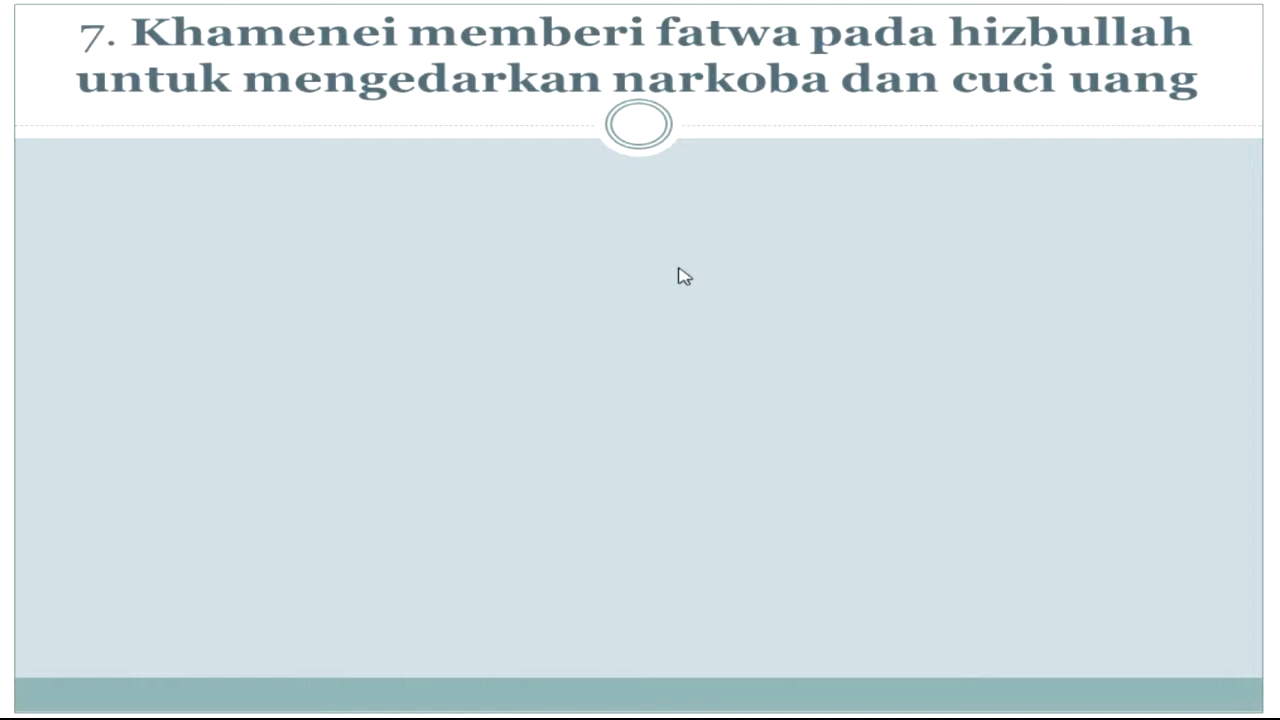 7. Khamenei memberi fatwa pada hizbullah
untuk mengedarkan narkoba dan cuci uang